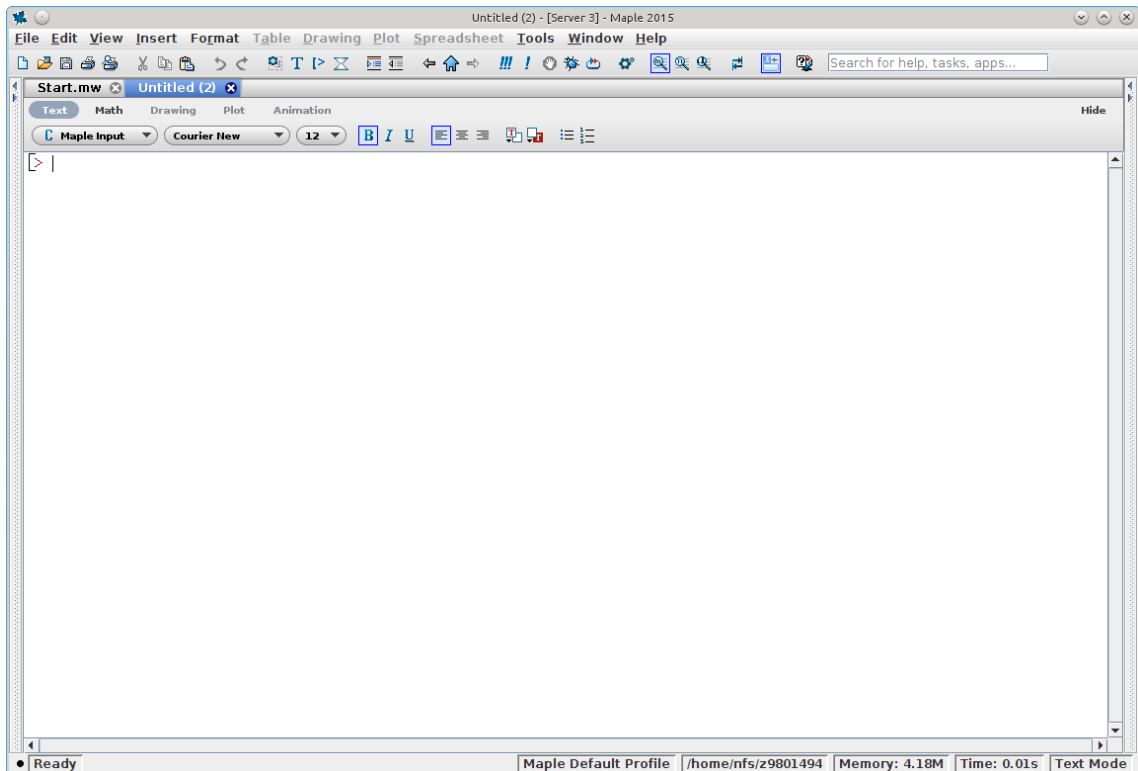 Untitled (2) - [Server 3] - Maple 2015
File Edit View Insert Format Table Drawing Plot Spreadsheet Tools Window Help
Search for help, tasks, apps...
Start.mw Untitled (2)
Text Math Drawing Plot Animation Hide
C Maple Input Courier New 12 B I U
[>
Ready Maple Default Profile /home/nfs/z9801494 Memory: 4.18M Time: 0.01s Text Mode